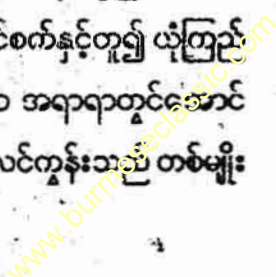 စက်နှင့်တူ၍ ယုံကြည်
အရာရာတွင်အောင်
လင်ကွန်းသည် တစ်မျိုး
www.burmeseclassic.com